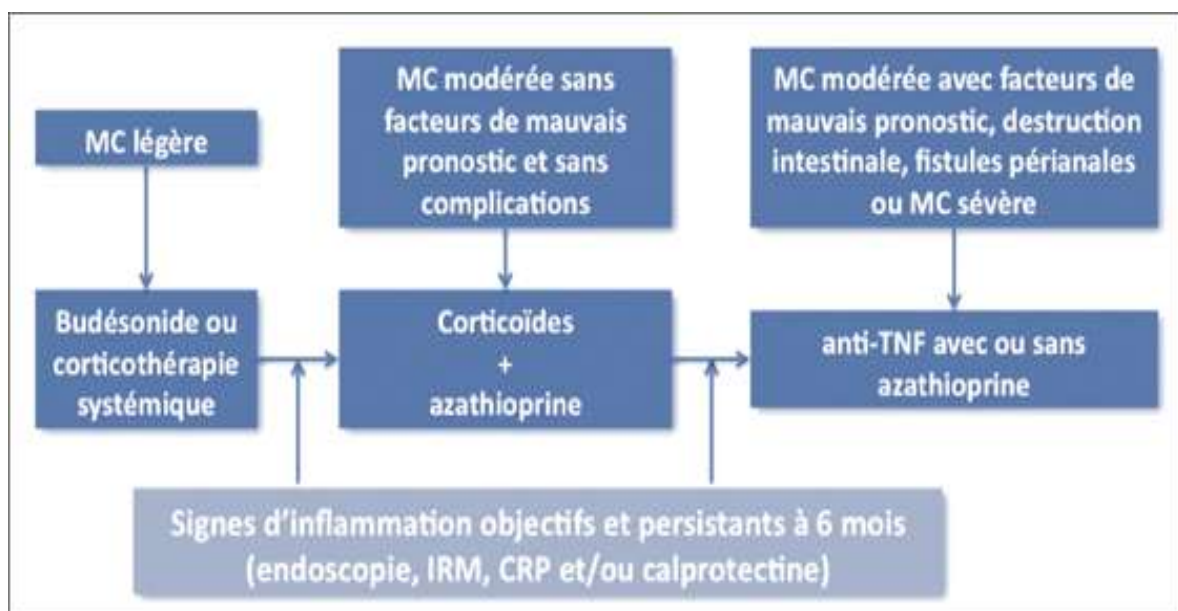 MC légère
MC modérée sans
facteurs de mauvais
pronostic et sans
complications
MC modérée avec facteurs de
mauvais pronostic, destruction
intestinale, fistules périanales
ou MC sévère
Budésonide ou
corticothérapie
systémique
Corticoïdes
+
azathioprine
anti-TNF avec ou sans
azathioprine
Signes d'inflammation objectifs et persistants à 6 mois
(endoscopie, IRM, CRP et/ou calprotectine)